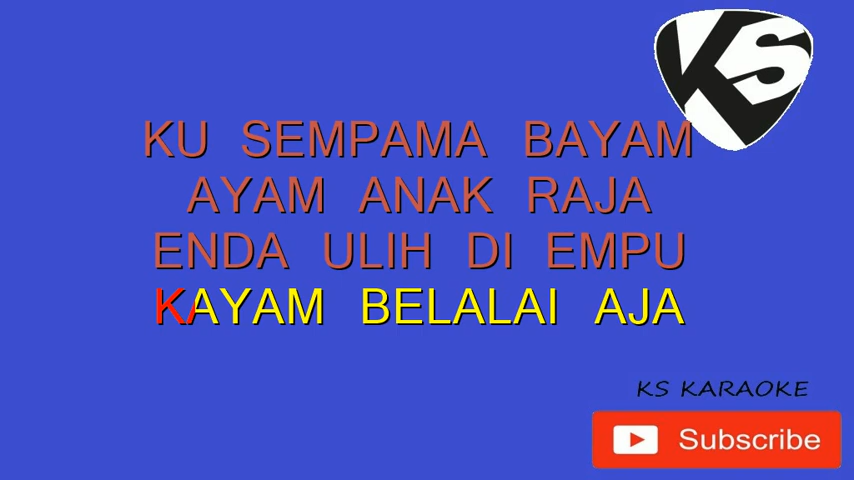 KS
KU SEMPAMA BAYAM
AYAM ANAK RAJA
ENDA ULIH DI EMPU
KAYAM BELALAI AJA
KS KARAOKE
Subscribe